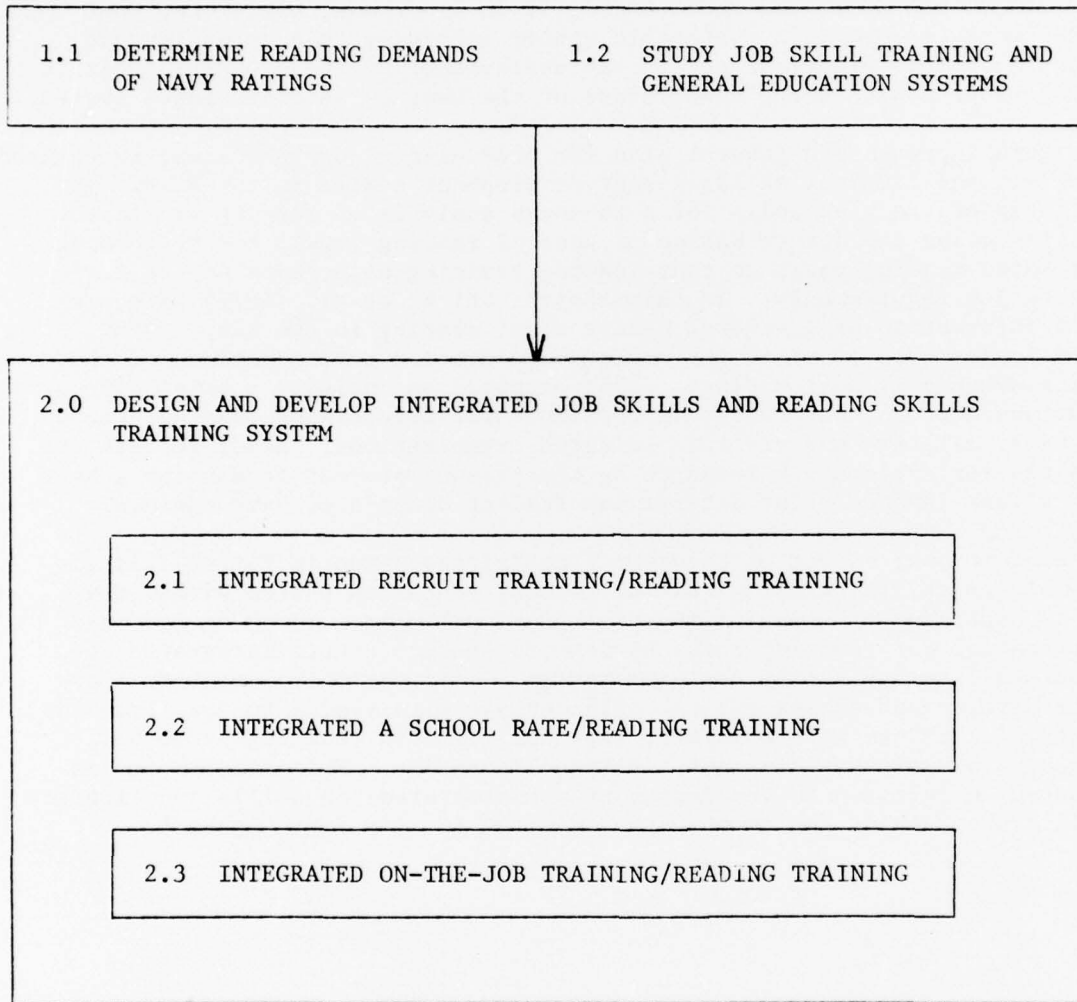 1.1 DETERMINE READING DEMANDS
OF NAVY RATINGS
1.2 STUDY JOB SKILL TRAINING AND
GENERAL EDUCATION SYSTEMS
2.0 DESIGN AND DEVELOP INTEGRATED JOB SKILLS AND READING SKILLS
TRAINING SYSTEM
2.1 INTEGRATED RECRUIT TRAINING/READING TRAINING
2.2 INTEGRATED A SCHOOL RATE/READING TRAINING
2.3 INTEGRATED ON-THE-JOB TRAINING/READING TRAINING